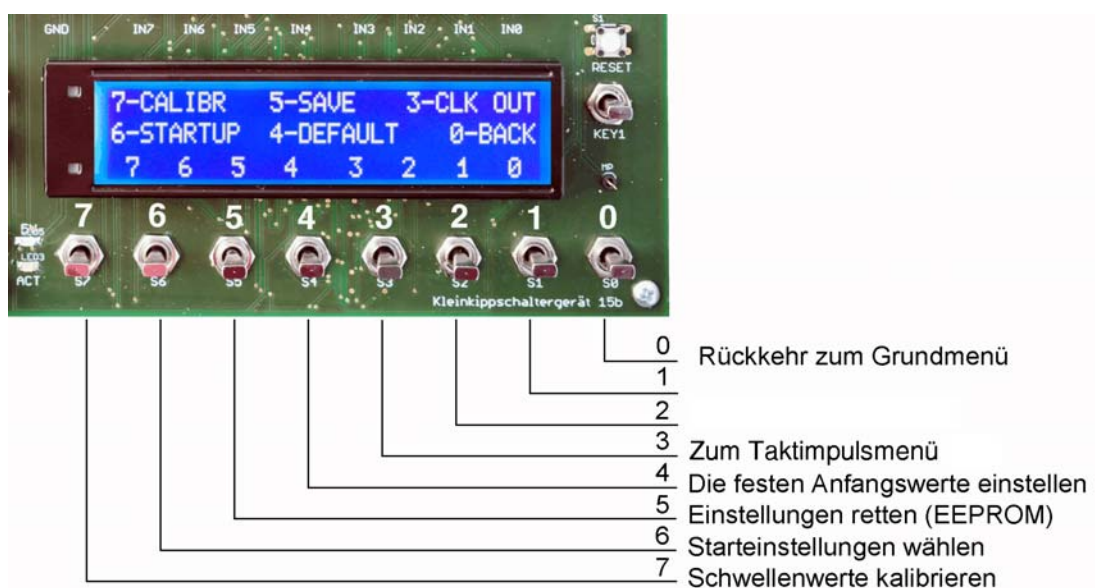 GND IN7 IN6 IN5 IN4 IN3 IN2 IN1 IN0
S1
RESET
7-CALIBR 5-SAVE 3-CLK OUT
6-STARTUP 4-DEFAULT 0-BACK
7 6 5 4 3 2 1 0
KEY1
7 6 5 4 3 2 1 0
LED3
ACT
S7 S6 S5 S4 S3 S2 S1 S0
Kleinkippschaltergerät 15b
0 Rückkehr zum Grundmenü
1
2
3 Zum Taktimpulsmenü
4 Die festen Anfangswerte einstellen
5 Einstellungen retten (EEPROM)
6 Starteinstellungen wählen
7 Schwellenwerte kalibrieren